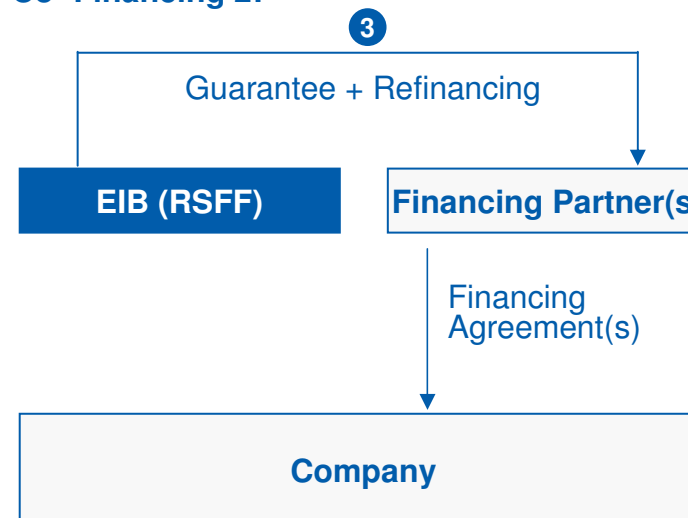 3
Guarantee + Refinancing
EIB (RSFF)
Financing Partner(s
Financing
Agreement(s)
Company